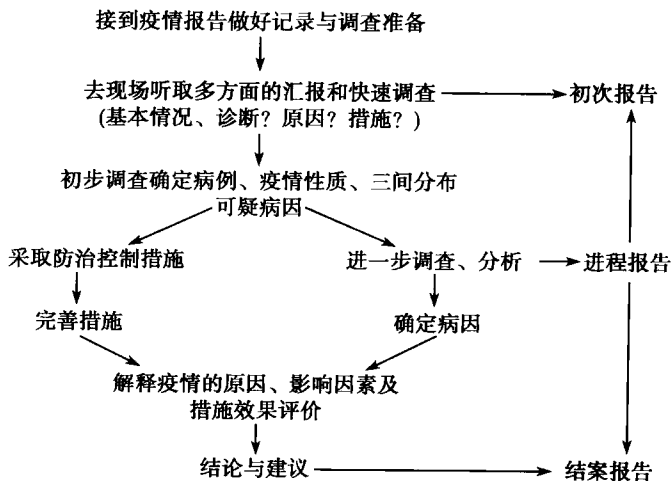 接到疫情报告做好记录与调查准备
去现场听取多方面的汇报和快速调查
初次报告
(基本情况、诊断？原因？措施？)
初步调查确定病例、疫情性质、三间分布
可疑病因
采取防治控制措施
进一步调查、分析
进程报告
完善措施
确定病因
解释疫情的原因、影响因素及
措施效果评价
结论与建议
结案报告